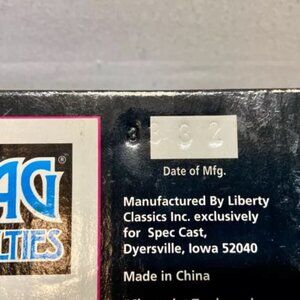 AG®
LTIES
Date of Mfg.
Manufactured By Liberty
Classics Inc. exclusively
for Spec Cast,
Dyersville, Iowa 52040
Made in China